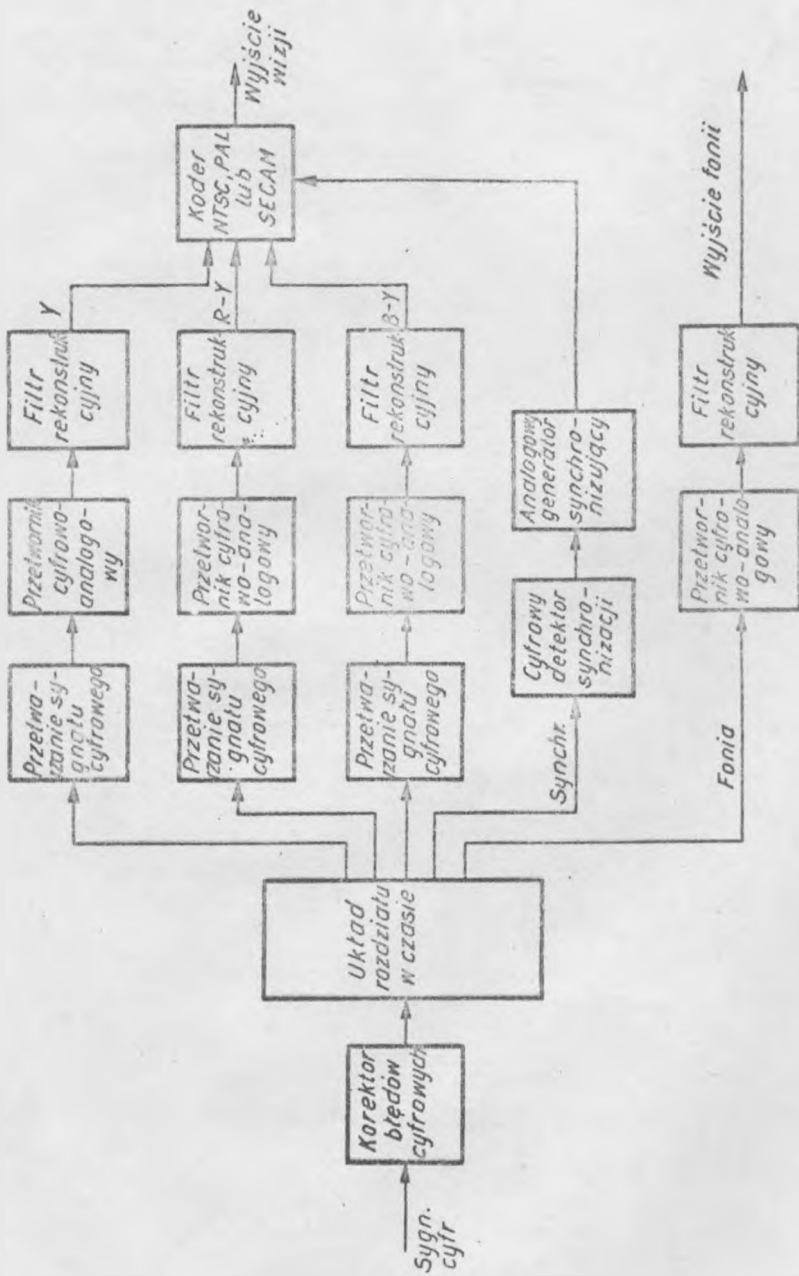 Sygn.
cyfr
Korektor
błędów
cyfrowych
Układ
rozdziału
w czasie
Przetwa-
rzanie sy-
gnału
cyfrowego
Przetwornik
cyfrowo-
analogo-
wy
Filtr
rekonstruk
cyjny
Y
Przetwa-
rzanie sy-
gnału
cyfrowego
Przetwor-
nik cyfro-
wo-ana-
logowy
Filtr
rekonstruk-
cyjny
R-Y
Przetwa-
rzanie sy-
gnału
cyfrowego
Przetwor-
nik cyfro-
wo-ana-
logowy
Filtr
rekonstruk-
cyjny
B-Y
Koder
NTSC, PAL
lub
SECAM
Wyjście
wizji
Synchr.
Cyfrowy
detektor
synchro-
nizacji
Analogowy
generator
synchro-
nizujący
Fonia
Przetwor-
nik cyfro-
wo-analo-
gowy
Filtr
rekonstruk-
cyjny
Wyjście fonii